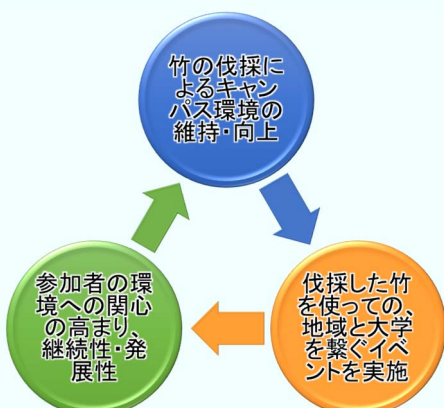 竹の伐採に
よるキャン
パス環境の
維持・向上
伐採した竹
を使っての、
地域と大学
を繋ぐイベ
ントを実施
参加者の環
境への関心
の高まり、
継続性・発
展性